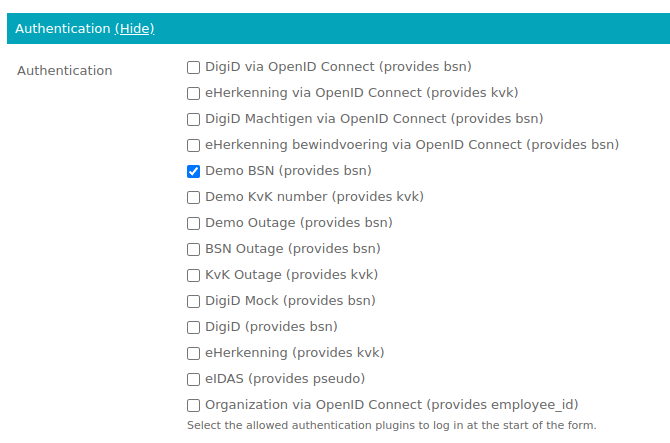 Authentication (Hide)
Authentication
DigiD via OpenID Connect (provides bsn)
eHerkenning via OpenID Connect (provides kvk)
DigiD Machtigen via OpenID Connect (provides bsn)
eHerkenning bewindvoering via OpenID Connect (provides bsn)
Demo BSN (provides bsn)
Demo KvK number (provides kvk)
Demo Outage (provides bsn)
BSN Outage (provides bsn)
KvK Outage (provides kvk)
DigiD Mock (provides bsn)
DigiD (provides bsn)
eHerkenning (provides kvk)
eIDAS (provides pseudo)
Organization via OpenID Connect (provides employee_id)
Select the allowed authentication plugins to log in at the start of the form.